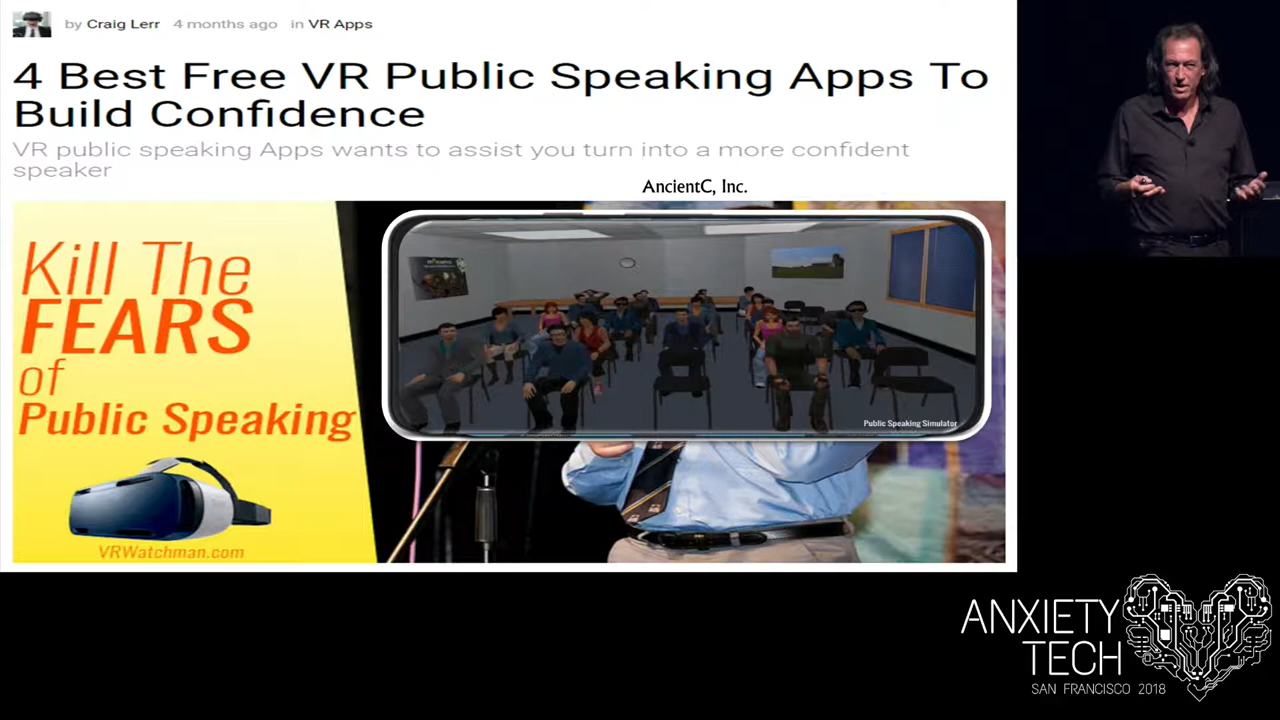 by Craig Lerr 4 months ago in VR Apps
4 Best Free VR Public Speaking Apps To
Build Confidence
VR public speaking Apps wants to assist you turn into a more confident
speaker
AncientC, Inc.
Kill The
FEARS
of
Public Speaking
VRWatchman.com
Public Speaking Simulator
ANXIETY
TECH
SAN FRANCISCO 2018